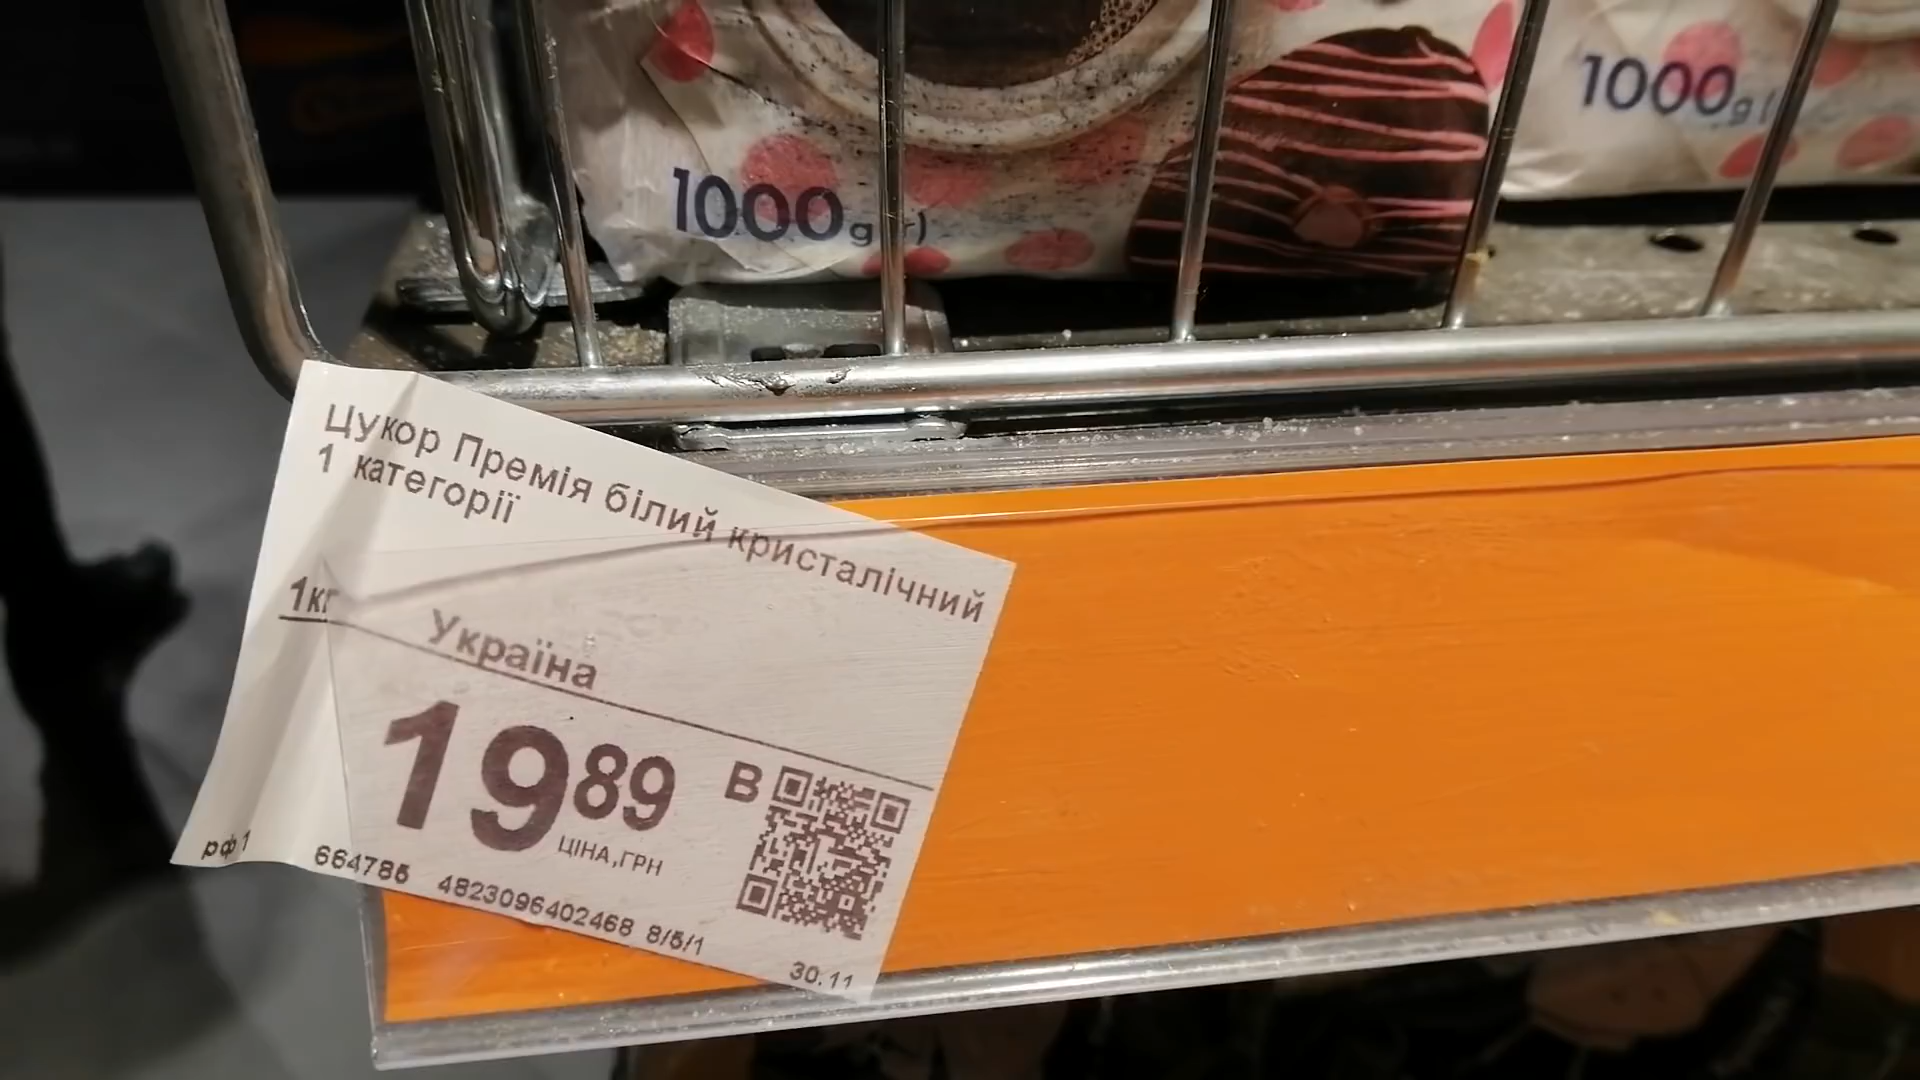 1000g
1000g
Цукор Премія білий кристалічний
1 категорії
1кг
Україна
19 89
В
ЦІНА,ГРН
рф 1
664785 4823096402468 8/5/1
30.11